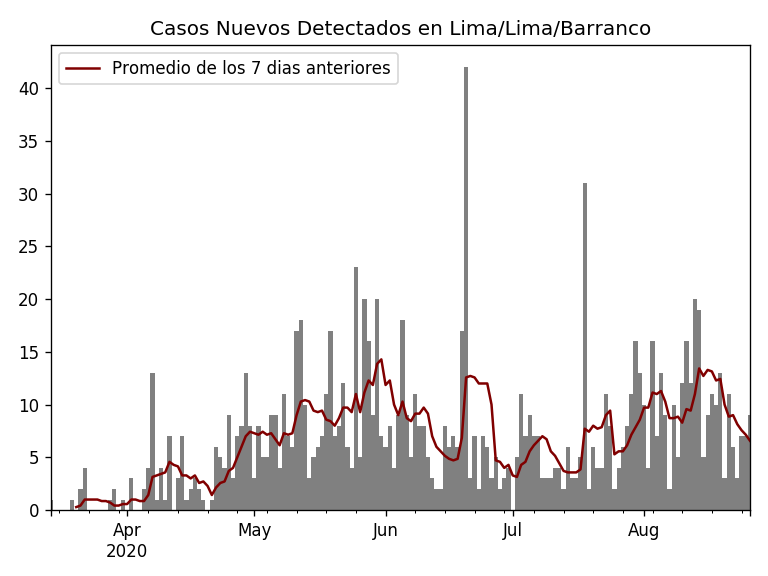 Casos Nuevos Detectados en Lima/Lima/Barranco
Promedio de los 7 dias anteriores
40
35
30
25
20
15
10
5
0
Apr
2020
May
Jun
Jul
Aug